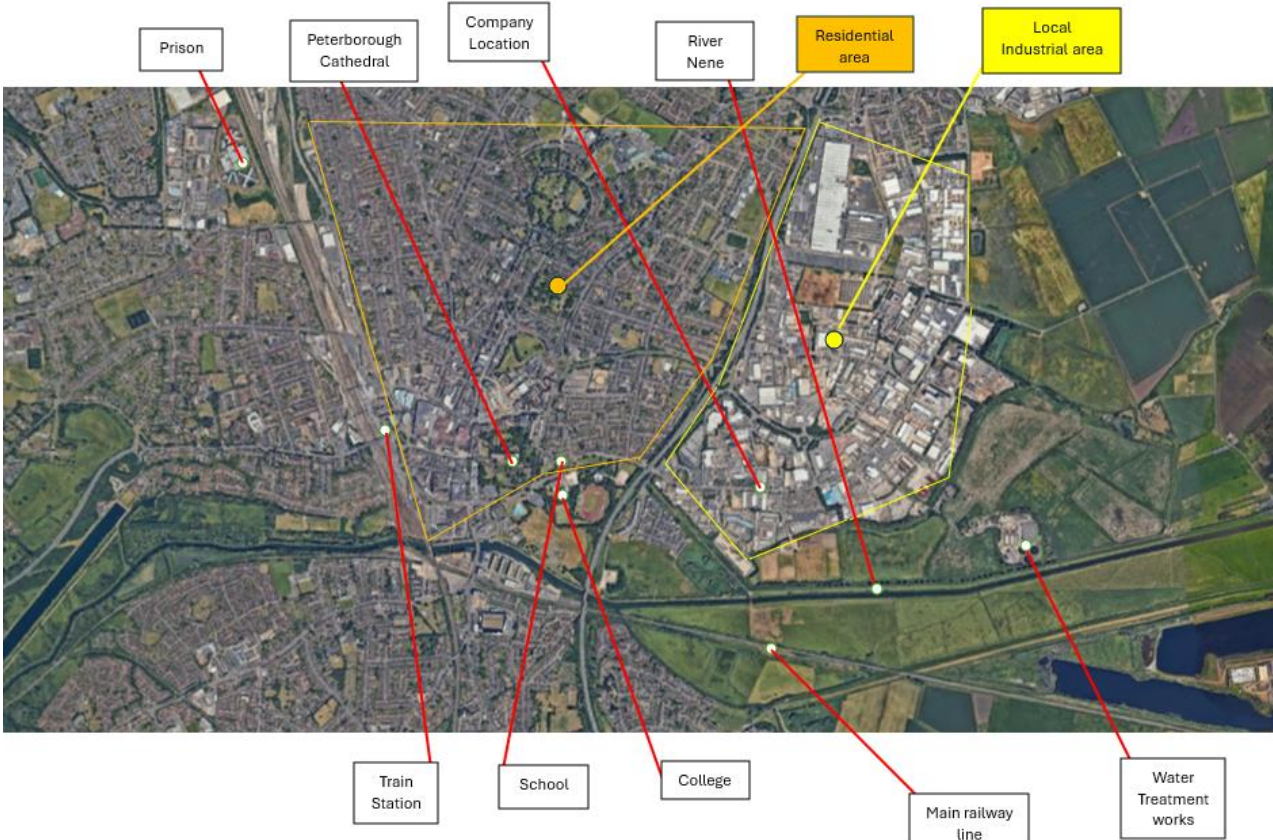 Prison
Peterborough
Cathedral
Company
Location
River
Nene
Residential
area
Local
Industrial area
Train
Station
School
College
Main railway
line
Water
Treatment
works